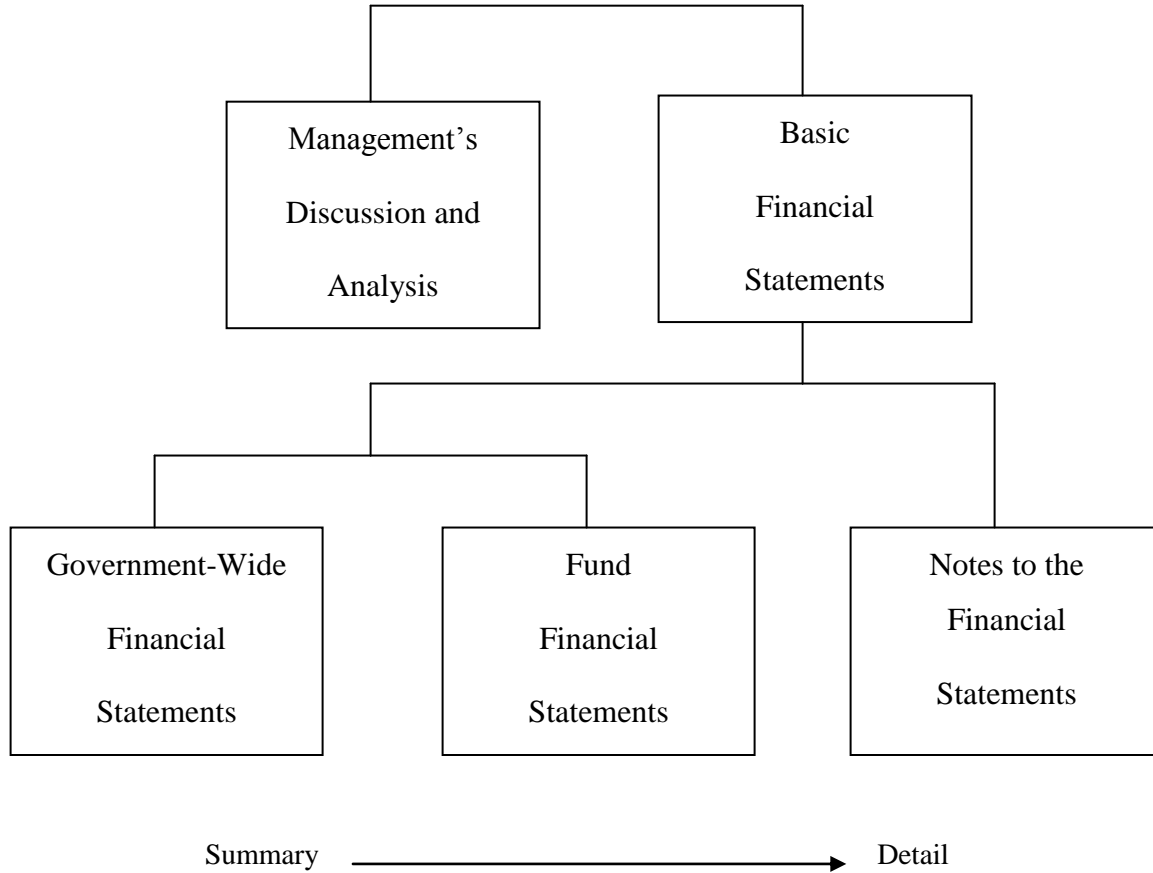 Management’s
Discussion and
Analysis
Basic
Financial
Statements
Government-Wide
Financial
Statements
Fund
Financial
Statements
Notes to the
Financial
Statements
Summary
Detail